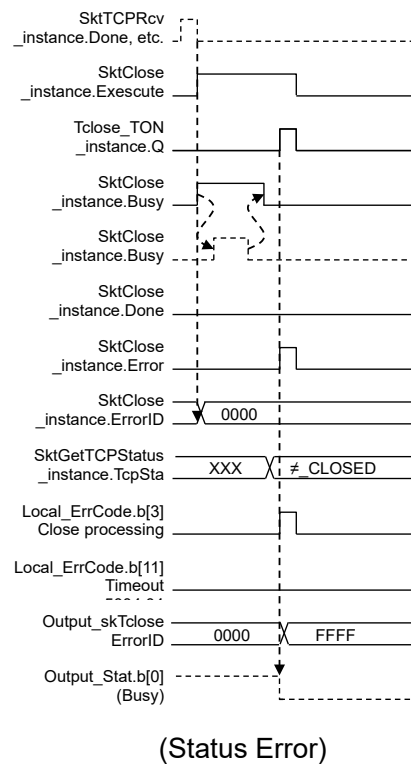 SktTCPRcv
_instance.Done, etc.
SktClose
_instance.Exesecute
Tclose_TON
_instance.Q
SktClose
_instance.Busy
SktClose
_instance.Busy
SktClose
_instance.Done
SktClose
_instance.Error
SktClose
_instance.ErrorID
0000
SktGetTCPStatus
_instance.TcpSta
XXX
≠_CLOSED
Local_ErrCode.b[3]
Close processing
Local_ErrCode.b[11]
Timeout
Output_skTclose
ErrorID
0000
FFFF
Output_Stat.b[0]
(Busy)
(Status Error)